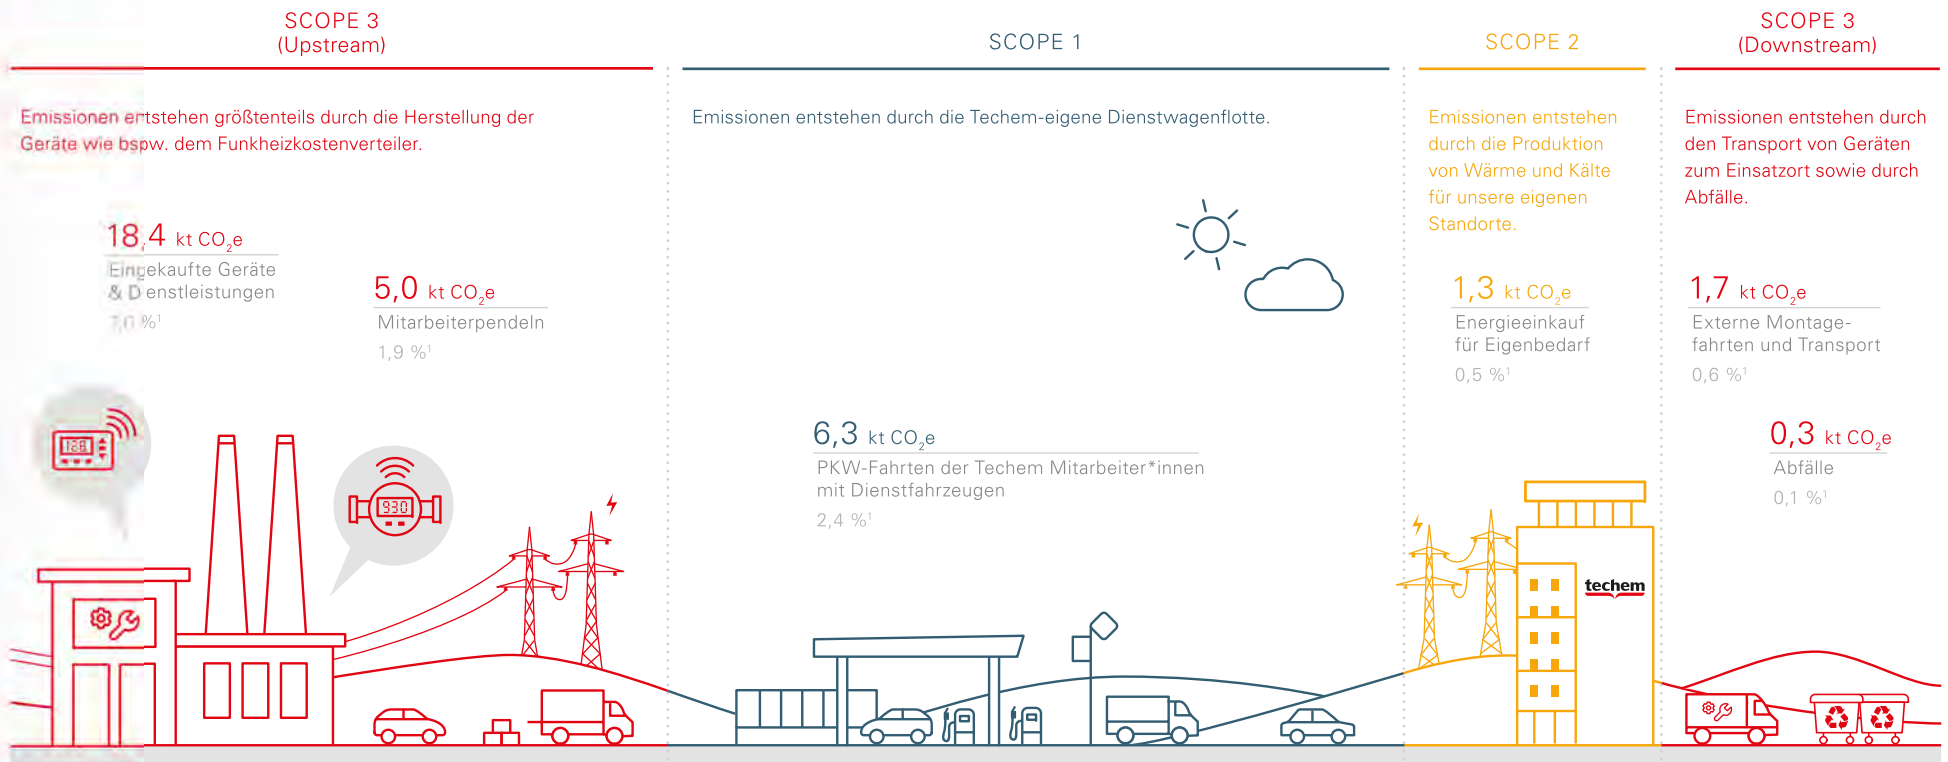 SCOPE 3
(Upstream)
Emissionen entstehen größtenteils durch die Herstellung der
Geräte wie bspw. dem Funkheizkostenverteiler.
18,4 kt CO₂e
Eingekaufte Geräte
& Dienstleistungen
7,0 %¹
5,0 kt CO₂e
Mitarbeiterpendeln
1,9 %¹
930
SCOPE 1
Emissionen entstehen durch die Techem-eigene Dienstwagenflotte.
6,3 kt CO₂e
PKW-Fahrten der Techem Mitarbeiter*innen
mit Dienstfahrzeugen
2,4 %¹
SCOPE 2
Emissionen entstehen
durch die Produktion
von Wärme und Kälte
für unsere eigenen
Standorte.
1,3 kt CO₂e
Energieeinkauf
für Eigenbedarf
0,5 %¹
techem
SCOPE 3
(Downstream)
Emissionen entstehen durch
den Transport von Geräten
zum Einsatzort sowie durch
Abfälle.
1,7 kt CO₂e
Externe Montage-
fahrten und Transport
0,6 %¹
0,3 kt CO₂e
Abfälle
0,1 %¹